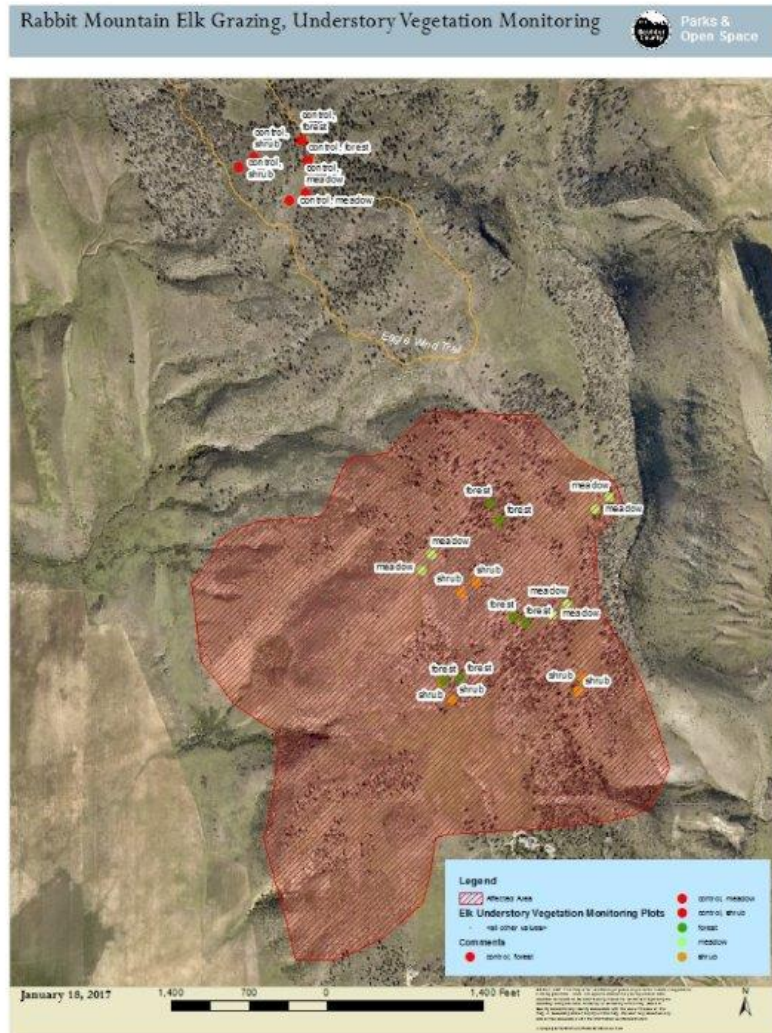 Rabbit Mountain Elk Grazing, Understory Vegetation Monitoring
Boulder County
Parks &
Open Space
control,
forest
control,
shrub
control, forest
control,
shrub
control,
meadow
control, meadow
Eagle Wind Trail
meadow
forest
meadow
forest
meadow
meadow
shrub
shrub
meadow
forest
forest
meadow
forest
forest
shrub
shrub
shrub
shrub
Legend
Affected Area
Elk Understory Vegetation Monitoring Plots
<all other values>
Comments
control, forest
control, meadow
control, shrub
forest
meadow
shrub
January 18, 2017
1,400 700 0 1,400 Feet
N